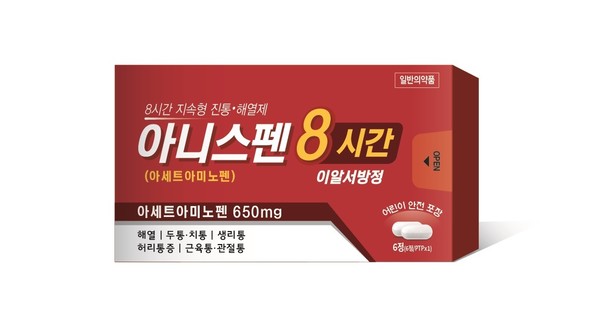 일반의약품
8시간 지속형 진통•해열제
아니스펜 8시간
(아세트아미노펜)
이알서방정
OPEN
아세트아미노펜 650mg
어린이 안전 포장
해열 | 두통·치통 | 생리통
허리통증 | 근육통·관절통
6정(6정/PTPx1)